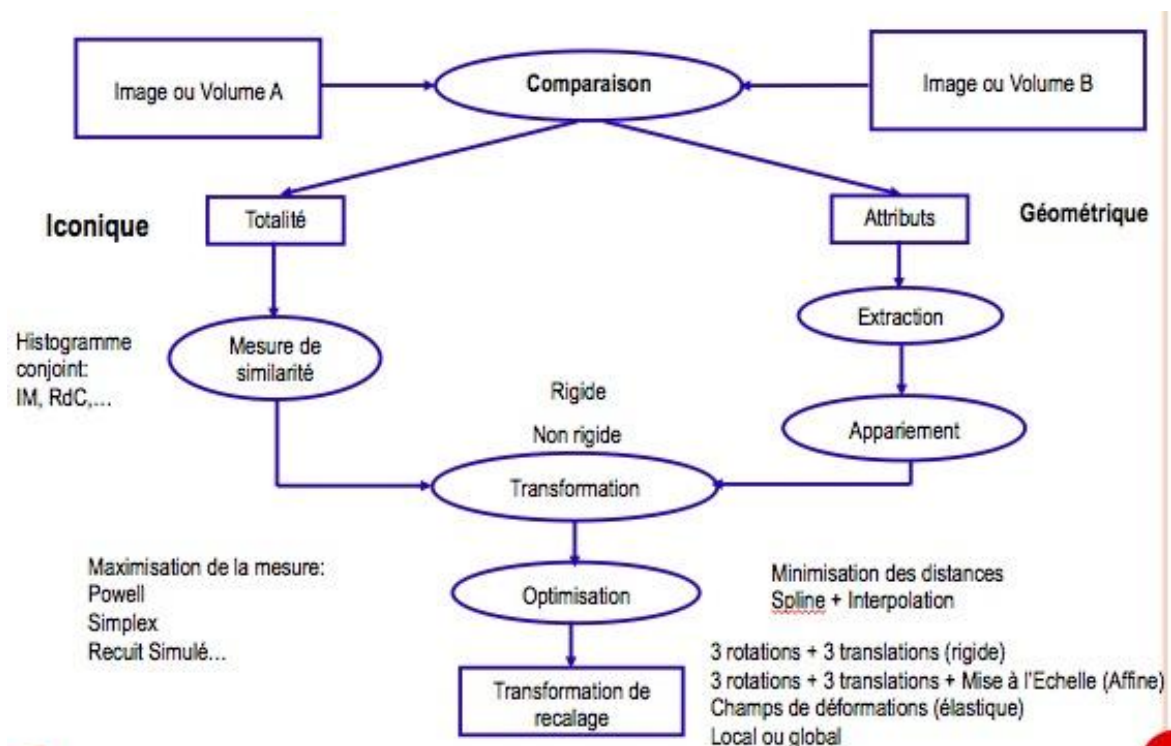 Image ou Volume A
Comparaison
Image ou Volume B
Iconique
Totalité
Attributs
Géométrique
Extraction
Histogramme
conjoint:
IM, RdC,...
Mesure de
similarité
Rigide
Non rigide
Appariement
Transformation
Maximisation de la mesure:
Powell
Simplex
Recuit Simulé...
Optimisation
Minimisation des distances
Spline + Interpolation
Transformation de
recalage
3 rotations + 3 translations (rigide)
3 rotations + 3 translations + Mise à l'Echelle (Affine)
Champs de déformations (élastique)
Local ou global